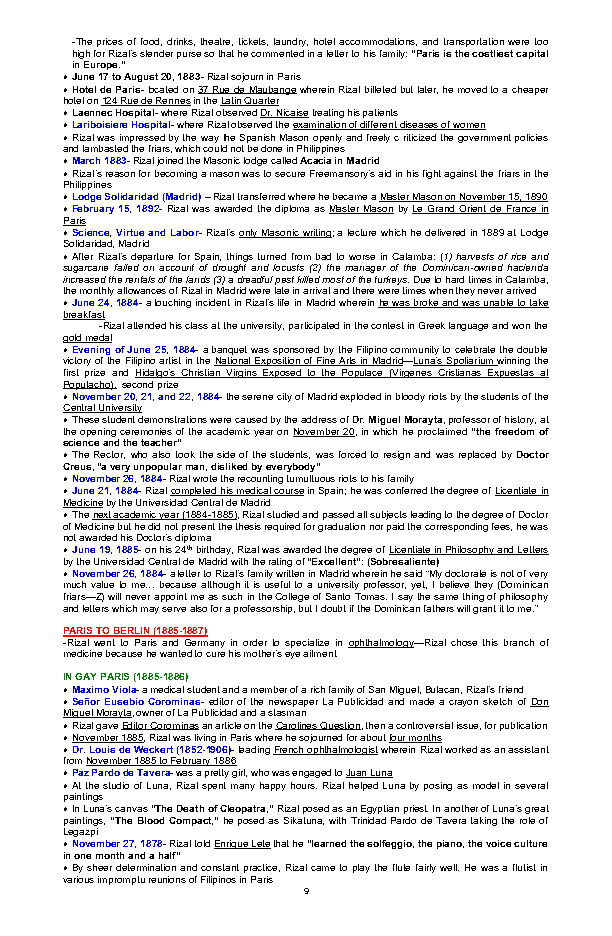 -The prices of food, drinks, theatre, tickets, laundry, hotel accommodations, and transportation were too
high for Rizal's slender purse so that he commented in a letter to his family: "Paris is the costliest capital
in Europe."
• June 17 to August 20, 1883- Rizal sojourn in Paris
• Hotel de Paris- located on 37 Rue de Maubange wherein Rizal billeted but later, he moved to a cheaper
hotel on 124 Rue de Rennes in the Latin Quarter
• Laennec Hospital- where Rizal observed Dr. Nicaise treating his patients
• Lariboisiere Hospital- where Rizal observed the examination of different diseases of women
• Rizal was impressed by the way he Spanish Mason openly and freely c riticized the government policies
and lambasted the friars, which could not be done in Philippines
• March 1883- Rizal joined the Masonic lodge called Acacia in Madrid
• Rizal's reason for becoming a mason was to secure Freemansory's aid in his fight against the friars in the
Philippines
• Lodge Solidaridad (Madrid) – Rizal transferred where he became a Master Mason on November 15, 1890
• February 15, 1892- Rizal was awarded the diploma as Master Mason by Le Grand Orient de France in
Paris
• Science, Virtue and Labor- Rizal's only Masonic writing; a lecture which he delivered in 1889 at Lodge
Solidaridad, Madrid
• After Rizal's departure for Spain, things turned from bad to worse in Calamba: (1) harvests of rice and
sugarcane failed on account of drought and locusts (2) the manager of the Dominican-owned hacienda
increased the rentals of the lands (3) a dreadful pest killed most of the turkeys. Due to hard times in Calamba,
the monthly allowances of Rizal in Madrid were late in arrival and there were times when they never arrived
• June 24, 1884- a touching incident in Rizal's life in Madrid wherein he was broke and was unable to take
breakfast
-Rizal attended his class at the university, participated in the contest in Greek language and won the
gold medal
• Evening of June 25, 1884- a banquet was sponsored by the Filipino community to celebrate the double
victory of the Filipino artist in the National Exposition of Fine Arts in Madrid—Luna's Spoliarium winning the
first prize and Hidalgo's Christian Virgins Exposed to the Populace (Virgenes Cristianas Expuestas al
Populacho), second prize
• November 20, 21, and 22, 1884- the serene city of Madrid exploded in bloody riots by the students of the
Central University
• These student demonstrations were caused by the address of Dr. Miguel Morayta, professor of history, at
the opening ceremonies of the academic year on November 20, in which he proclaimed "the freedom of
science and the teacher"
• The Rector, who also took the side of the students, was forced to resign and was replaced by Doctor
Creus, "a very unpopular man, disliked by everybody"
• November 26, 1884- Rizal wrote the recounting tumultuous riots to his family
• June 21, 1884- Rizal completed his medical course in Spain; he was conferred the degree of Licentiate in
Medicine by the Universidad Central de Madrid
• The next academic year (1884-1885), Rizal studied and passed all subjects leading to the degree of Doctor
of Medicine but he did not present the thesis required for graduation nor paid the corresponding fees, he was
not awarded his Doctor's diploma
• June 19, 1885- on his 24th birthday, Rizal was awarded the degree of Licentiate in Philosophy and Letters
by the Universidad Central de Madrid with the rating of "Excellent": (Sobresaliente)
• November 26, 1884- a letter to Rizal's family written in Madrid wherein he said "My doctorate is not of very
much value to me... because although it is useful to a university professor, yet, I believe they (Dominican
friars—Z) will never appoint me as such in the College of Santo Tomas. I say the same thing of philosophy
and letters which may serve also for a professorship, but I doubt if the Dominican fathers will grant it to me."
PARIS TO BERLIN (1885-1887)
-Rizal went to Paris and Germany in order to specialize in ophthalmology—Rizal chose this branch of
medicine because he wanted to cure his mother's eye ailment
IN GAY PARIS (1885-1886)
• Maximo Viola- a medical student and a member of a rich family of San Miguel, Bulacan, Rizal's friend
• Señor Eusebio Corominas- editor of the newspaper La Publicidad and made a crayon sketch of Don
Miguel Morayta, owner of La Publicidad and a statsman
• Rizal gave Editor Corominas an article on the Carolines Question, then a controversial issue, for publication
• November 1885, Rizal was living in Paris where he sojourned for about four months
• Dr. Louis de Weckert (1852-1906)- leading French ophthalmologist wherein Rizal worked as an assistant
from November 1885 to February 1886
• Paz Pardo de Tavera- was a pretty girl, who was engaged to Juan Luna
• At the studio of Luna, Rizal spent many happy hours. Rizal helped Luna by posing as model in several
paintings
• In Luna's canvas "The Death of Cleopatra," Rizal posed as an Egyptian priest. In another of Luna's great
paintings, "The Blood Compact," he posed as Sikatuna, with Trinidad Pardo de Tavera taking the role of
Legazpi
• November 27, 1878- Rizal told Enrique Lete that he "learned the solfeggio, the piano, the voice culture
in one month and a half"
• By sheer determination and constant practice, Rizal came to play the flute fairly well. He was a flutist in
various impromptu reunions of Filipinos in Paris
9